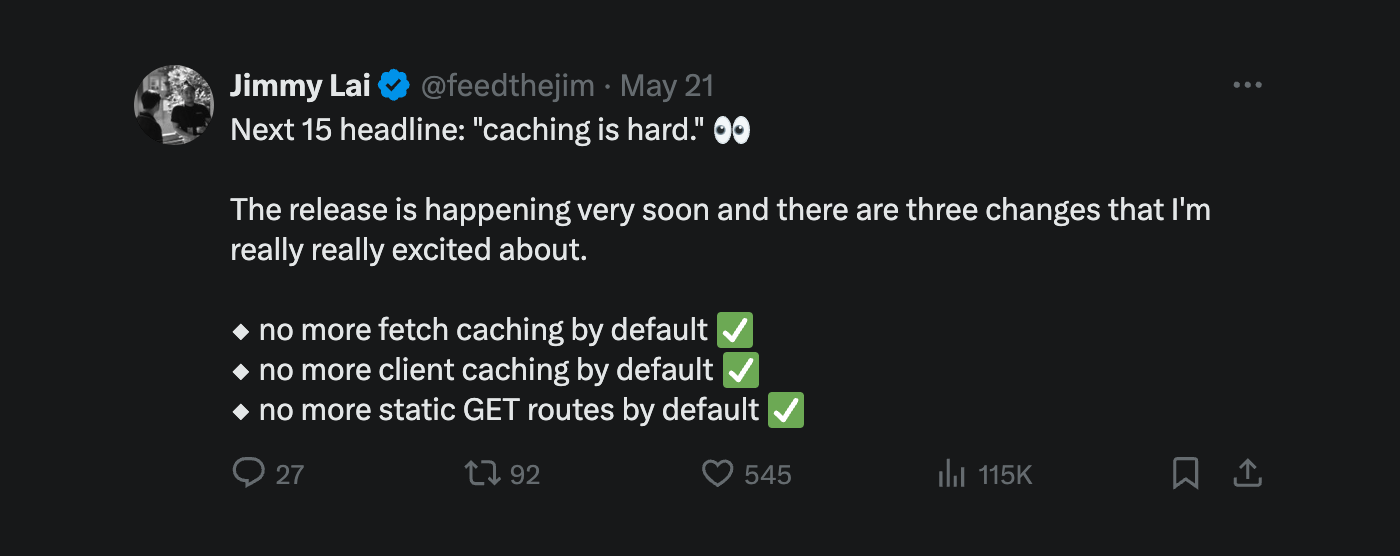 Jimmy Lai @feedthejim · May 21
Next 15 headline: "caching is hard." 👀
The release is happening very soon and there are three changes that I'm
really really excited about.
◆ no more fetch caching by default ✅
◆ no more client caching by default ✅
◆ no more static GET routes by default ✅
27 92 545 115K